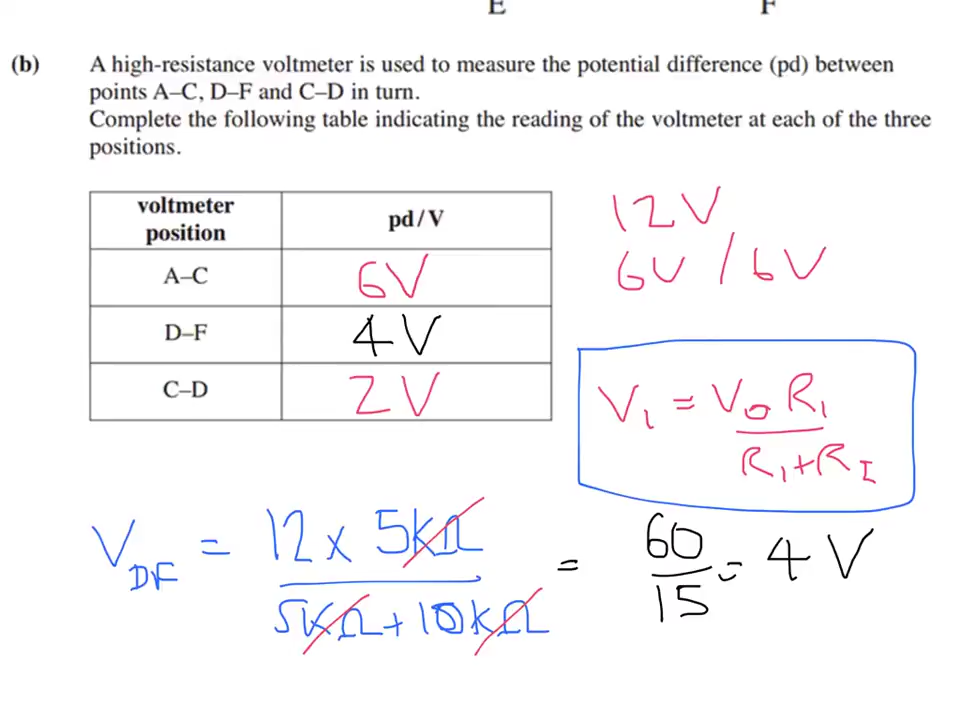 E F
(b) A high-resistance voltmeter is used to measure the potential difference (pd) between
points A–C, D–F and C–D in turn.
Complete the following table indicating the reading of the voltmeter at each of the three
positions.
voltmeter position pd/V
A–C 6V
D–F 4V
C–D 2V
12V
6V / 6V
V1 = V0 R1 / R1+RI
VDF = 12 x 5kΩ / 5kΩ + 10kΩ = 60/15 = 4V